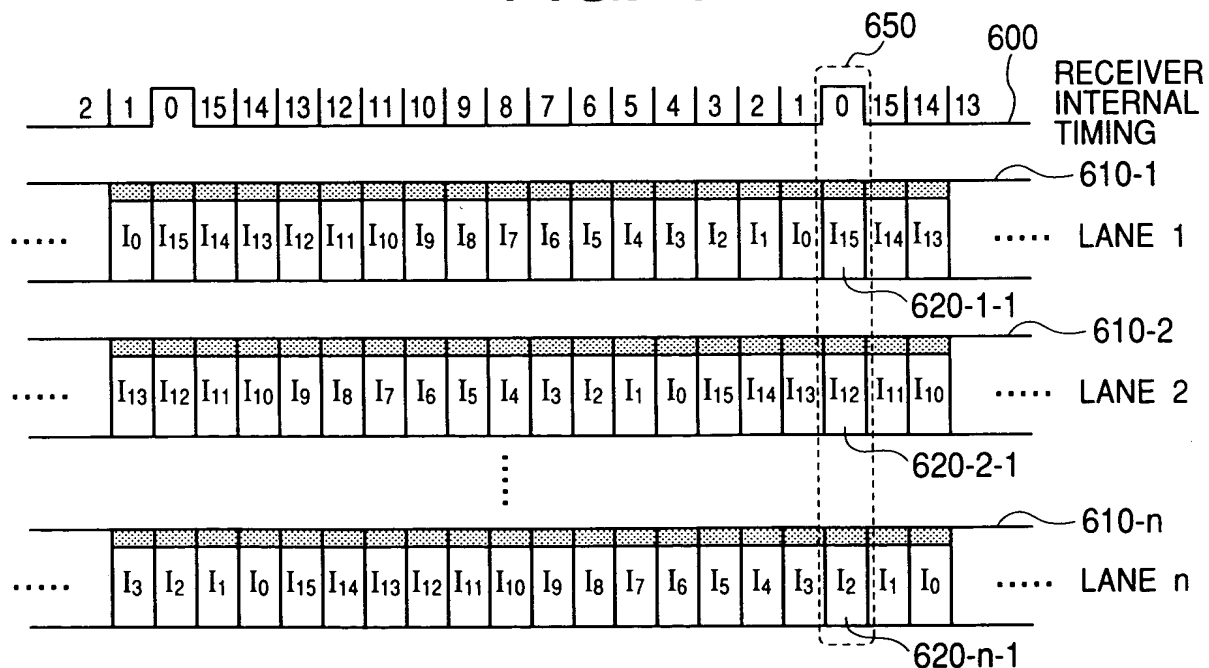 650
600
2 1 0 15 14 13 12 11 10 9 8 7 6 5 4 3 2 1 0 15 14 13
RECEIVER
INTERNAL
TIMING
610-1
..... I0 I15 I14 I13 I12 I11 I10 I9 I8 I7 I6 I5 I4 I3 I2 I1 I0 I15 I14 I13 ..... LANE 1
620-1-1
610-2
..... I13 I12 I11 I10 I9 I8 I7 I6 I5 I4 I3 I2 I1 I0 I15 I14 I13 I12 I11 I10 ..... LANE 2
620-2-1
610-n
..... I3 I2 I1 I0 I15 I14 I13 I12 I11 I10 I9 I8 I7 I6 I5 I4 I3 I2 I1 I0 ..... LANE n
620-n-1